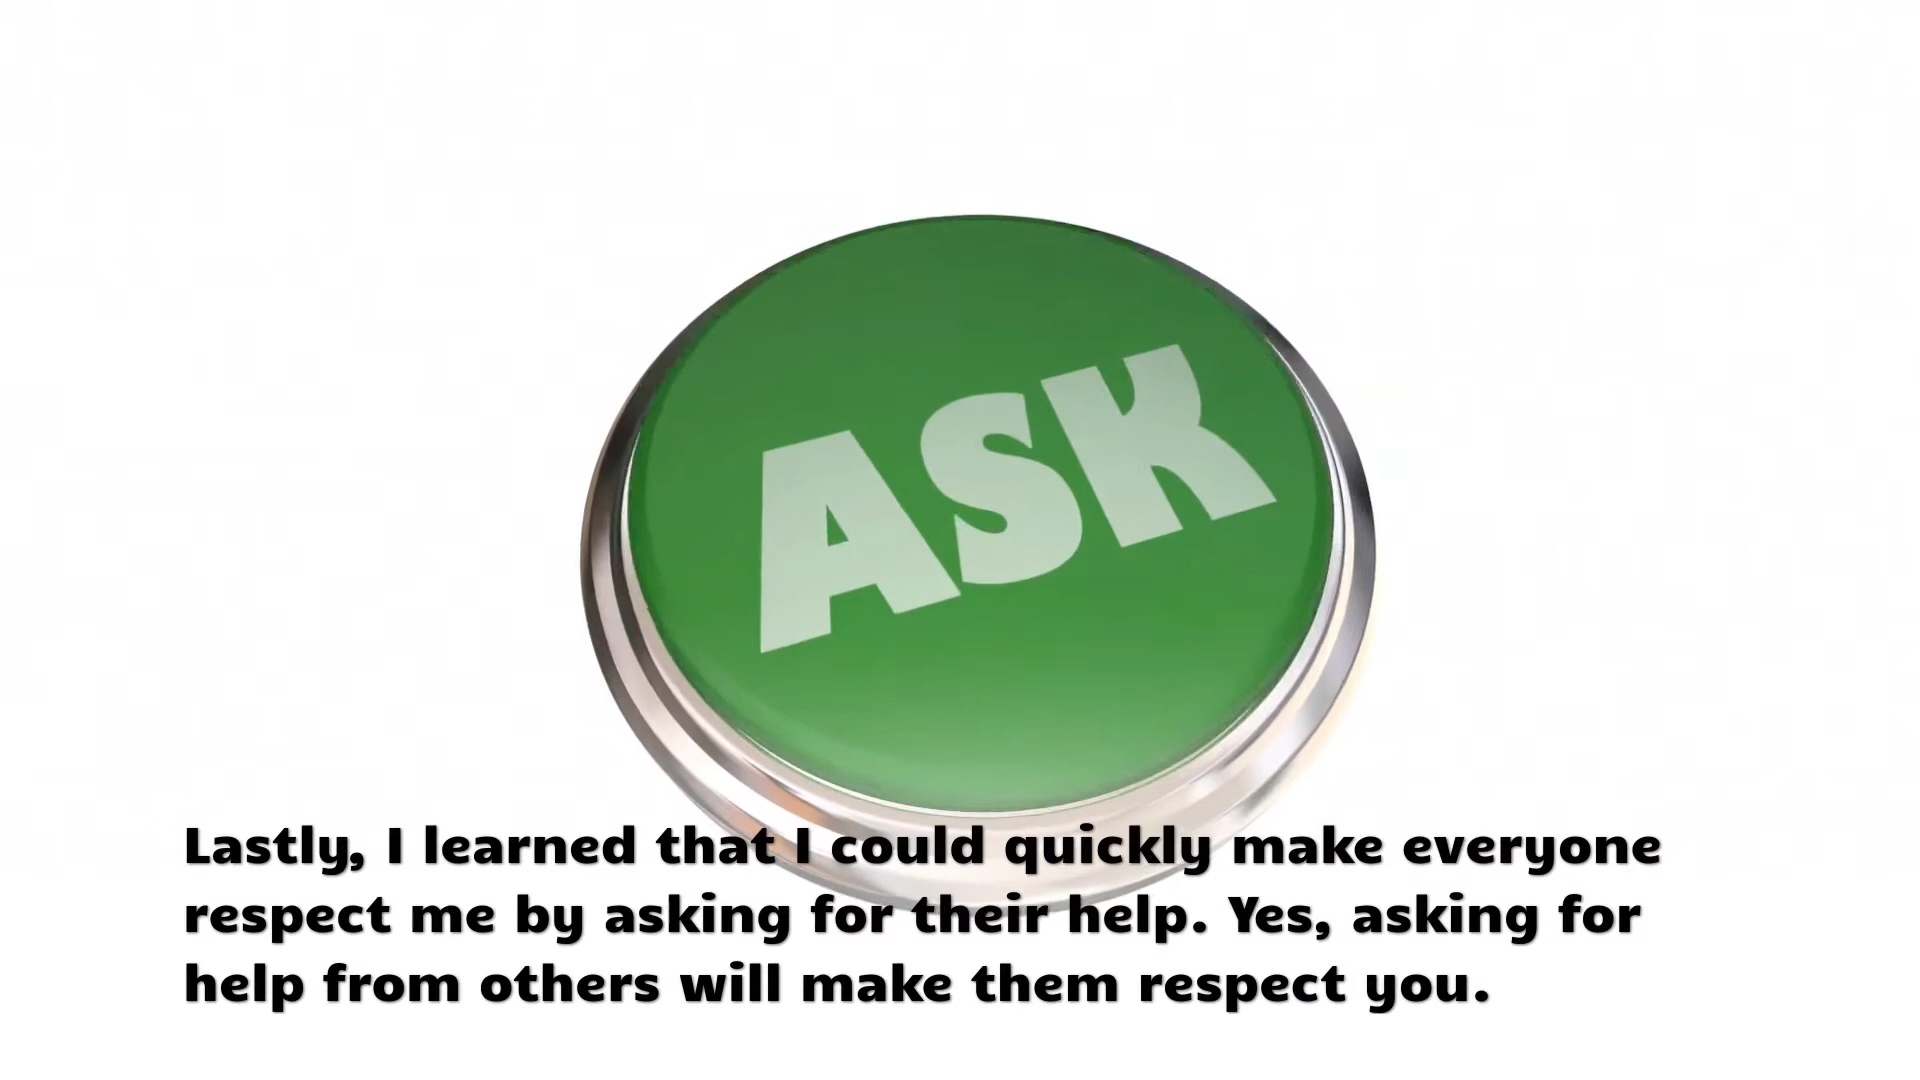 ASK
Lastly, I learned that I could quickly make everyone
respect me by asking for their help. Yes, asking for
help from others will make them respect you.